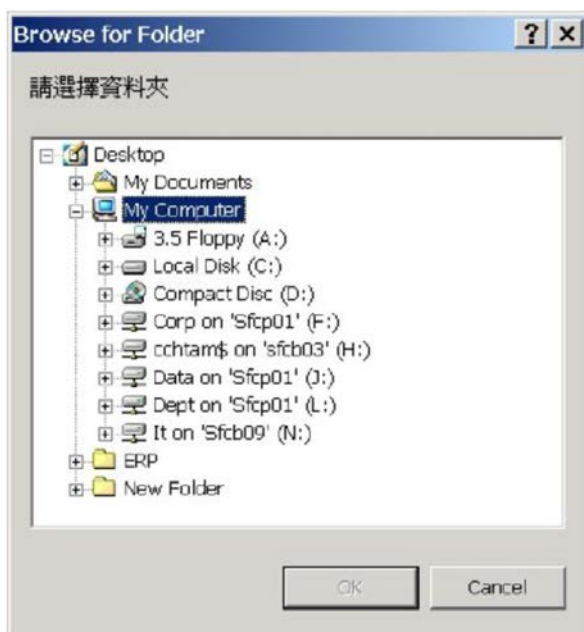 Browse for Folder
請選擇資料夾
Desktop
My Documents
My Computer
3.5 Floppy (A:)
Local Disk (C:)
Compact Disc (D:)
Corp on 'Sfcp01' (F:)
cchtam$ on 'sfcb03' (H:)
Data on 'Sfcp01' (J:)
Dept on 'Sfcp01' (L:)
It on 'Sfcb09' (N:)
ERP
New Folder
OK Cancel